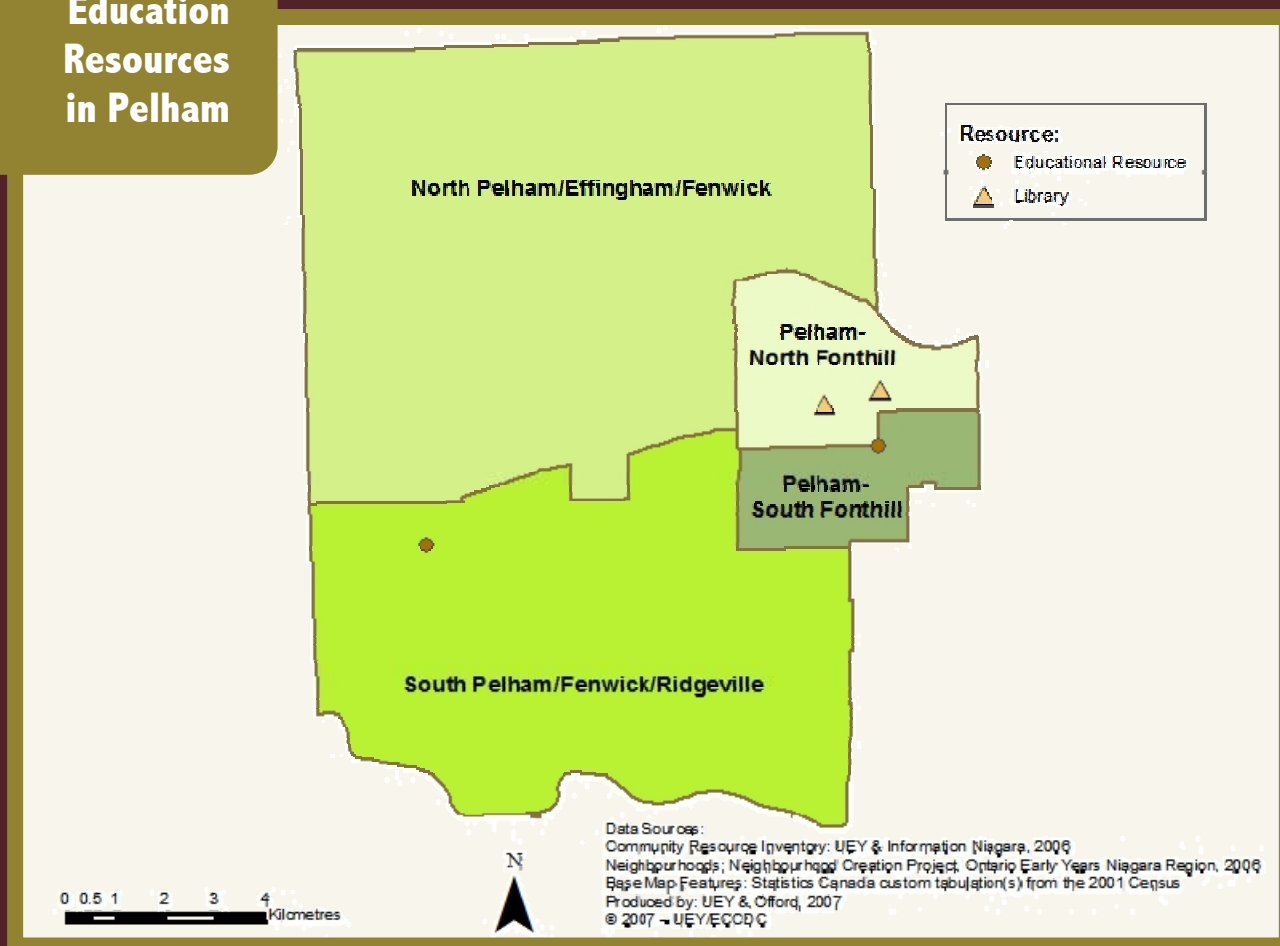 Education
Resources
in Pelham
North Pelham/Effingham/Fenwick
Resource:
Educational Resource
Library
Pelham-
North Fonthill
Pelham-
South Fonthill
South Pelham/Fenwick/Ridgeville
N
0 0.5 1 2 3 4
Kilometres
Data Sources:
Community Resource Inventory: UEY & Information Niagara, 2006
Neighbourhoods; Neighbourhood Creation Project, Ontario Early Years Niagara Region, 2006
Base Map Features: Statistics Canada custom tabulation(s) from the 2001 Census
Produced by: UEY & Offord, 2007
© 2007 - UEY/ECCDC